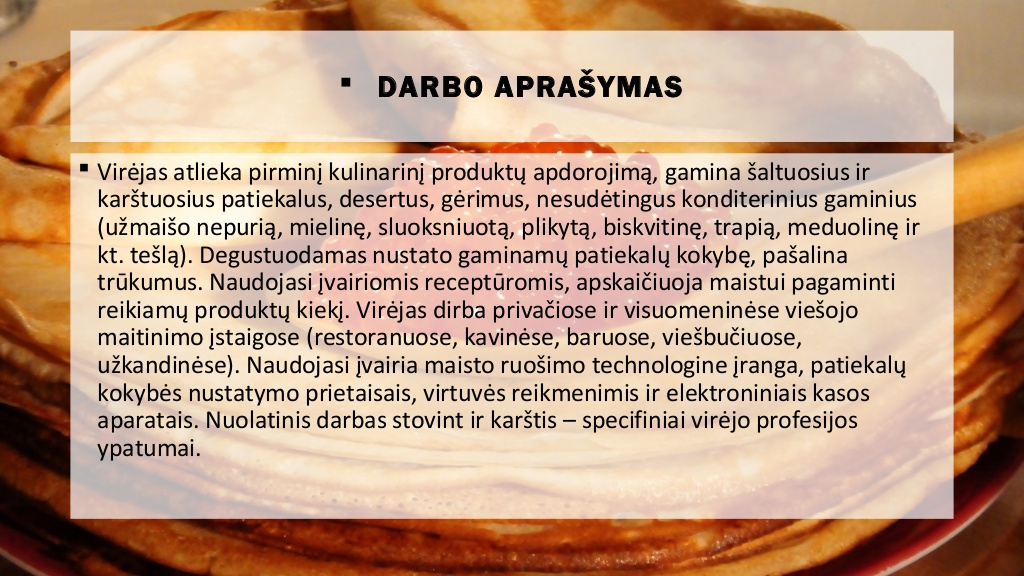 ▪ DARBO APRAŠYMAS
▪ Virėjas atlieka pirminį kulinarinį produktų apdorojimą, gamina šaltuosius ir
karštuosius patiekalus, desertus, gėrimus, nesudėtingus konditerinius gaminius
(užmaišo nepurią, mielinę, sluoksniuotą, plikytą, biskvitinę, trapią, meduolinę ir
kt. tešlą). Degustuodamas nustato gaminamų patiekalų kokybę, pašalina
trūkumus. Naudojasi įvairiomis receptūromis, apskaičiuoja maistui pagaminti
reikiamų produktų kiekį. Virėjas dirba privačiose ir visuomeninėse viešojo
maitinimo įstaigose (restoranuose, kavinėse, baruose, viešbučiuose,
užkandinėse). Naudojasi įvairia maisto ruošimo technologine įranga, patiekalų
kokybės nustatymo prietaisais, virtuvės reikmenimis ir elektroniniais kasos
aparatais. Nuolatinis darbas stovint ir karštis – specifiniai virėjo profesijos
ypatumai.